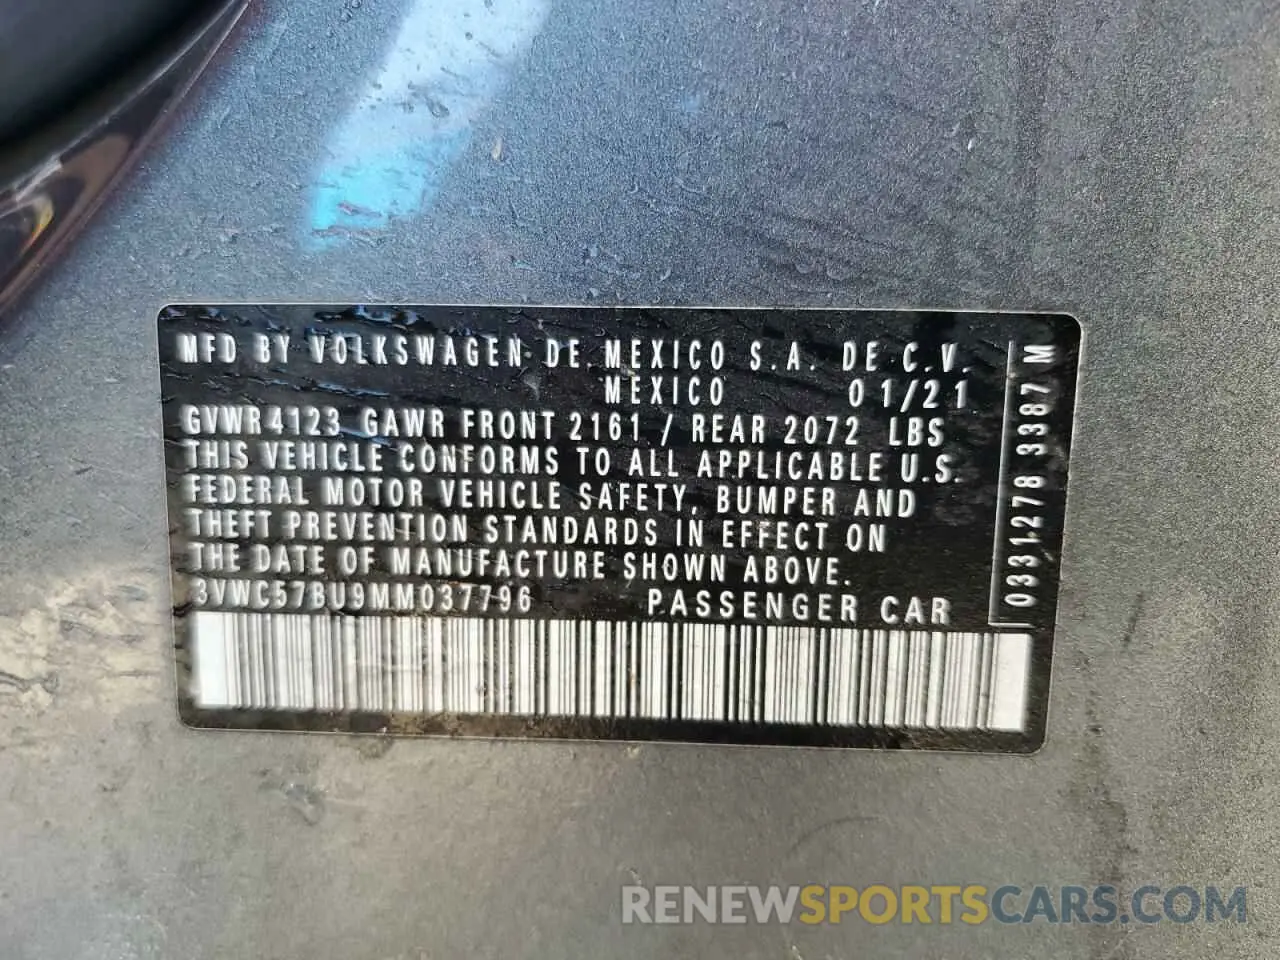 MFD BY VOLKSWAGEN DE MEXICO S.A. DE C.V.
MEXICO 01/21
GVWR 4123 GAWR FRONT 2161 / REAR 2072 LBS
THIS VEHICLE CONFORMS TO ALL APPLICABLE U.S.
FEDERAL MOTOR VEHICLE SAFETY, BUMPER AND
THEFT PREVENTION STANDARDS IN EFFECT ON
THE DATE OF MANUFACTURE SHOWN ABOVE.
3VWC57BU9MM037796 PASSENGER CAR
0331278 3387 M
RENEWSPORTSCARS.COM